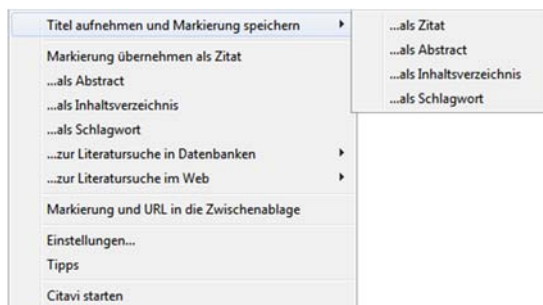 Titel aufnehmen und Markierung speichern
...als Zitat
...als Abstract
...als Inhaltsverzeichnis
...als Schlagwort
Markierung übernehmen als Zitat
...als Abstract
...als Inhaltsverzeichnis
...als Schlagwort
...zur Literatursuche in Datenbanken
...zur Literatursuche im Web
Markierung und URL in die Zwischenablage
Einstellungen...
Tipps
Citavi starten